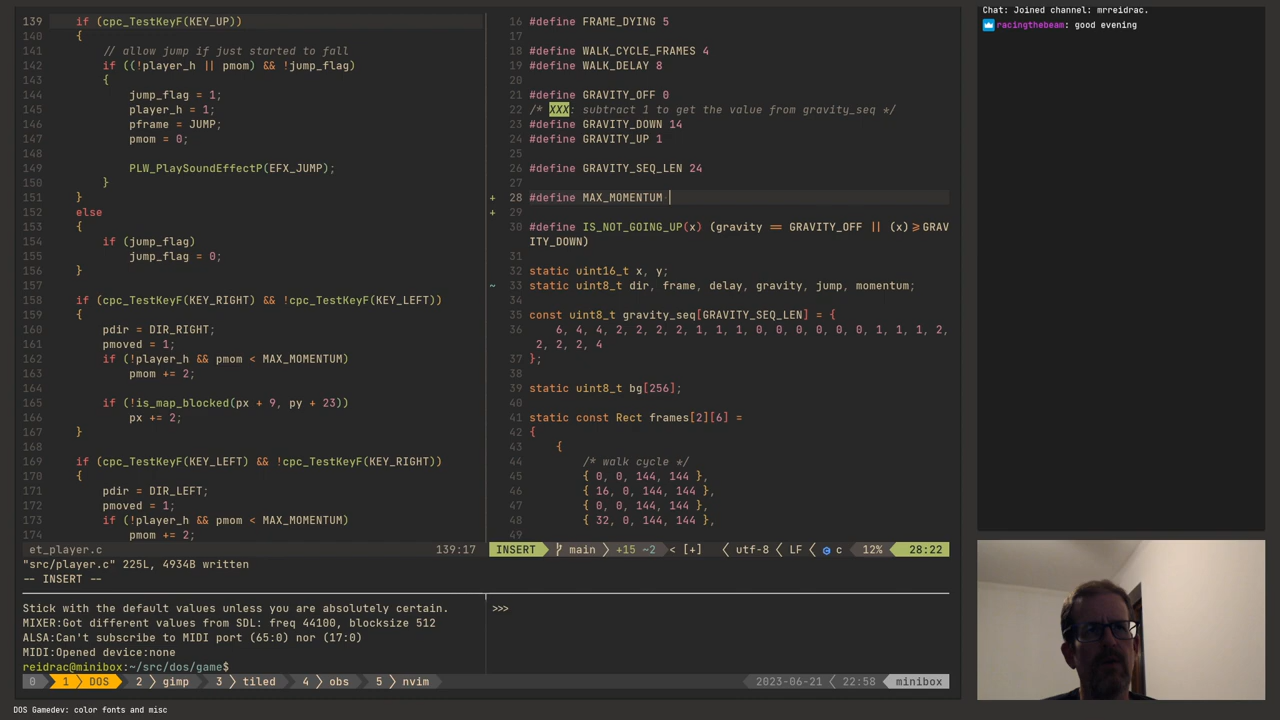 139 if (cpc_TestKeyF(KEY_UP))
140 {
141 // allow jump if just started to fall
142 if ((!player_h || pmom) && !jump_flag)
143 {
144 jump_flag = 1;
145 player_h = 1;
146 pframe = JUMP;
147 pmom = 0;
148
149 PLW_PlaySoundEffectP(EFX_JUMP);
150 }
151 }
152 else
153 {
154 if (jump_flag)
155 jump_flag = 0;
156 }
157
158 if (cpc_TestKeyF(KEY_RIGHT) && !cpc_TestKeyF(KEY_LEFT))
159 {
160 pdir = DIR_RIGHT;
161 pmoved = 1;
162 if (!player_h && pmom < MAX_MOMENTUM)
163 pmom += 2;
164
165 if (!is_map_blocked(px + 9, py + 23))
166 px += 2;
167 }
168
169 if (cpc_TestKeyF(KEY_LEFT) && !cpc_TestKeyF(KEY_RIGHT))
170 {
171 pdir = DIR_LEFT;
172 pmoved = 1;
173 if (!player_h && pmom < MAX_MOMENTUM)
174 pmom += 2;
et_player.c 139:17
16 #define FRAME_DYING 5
17
18 #define WALK_CYCLE_FRAMES 4
19 #define WALK_DELAY 8
20
21 #define GRAVITY_OFF 0
22 /* XXX: subtract 1 to get the value from gravity_seq */
23 #define GRAVITY_DOWN 14
24 #define GRAVITY_UP 1
25
26 #define GRAVITY_SEQ_LEN 24
27
+ 28 #define MAX_MOMENTUM
+ 29
30 #define IS_NOT_GOING_UP(x) (gravity == GRAVITY_OFF || (x)>=GRAV
ITY_DOWN)
31
32 static uint16_t x, y;
~ 33 static uint8_t dir, frame, delay, gravity, jump, momentum;
34
35 const uint8_t gravity_seq[GRAVITY_SEQ_LEN] = {
36 6, 4, 4, 2, 2, 2, 2, 1, 1, 1, 0, 0, 0, 0, 0, 0, 1, 1, 1, 2,
2, 2, 2, 4
37 };
38
39 static uint8_t bg[256];
40
41 static const Rect frames[2][6] =
42 {
43 {
44 /* walk cycle */
45 { 0, 0, 144, 144 },
46 { 16, 0, 144, 144 },
47 { 0, 0, 144, 144 },
48 { 32, 0, 144, 144 },
49
INSERT main +15 ~2 < [+] utf-8 LF c 12% 28:22
"src/player.c" 225L, 4934B written
-- INSERT --
Stick with the default values unless you are absolutely certain.
MIXER:Got different values from SDL: freq 44100, blocksize 512
ALSA:Can't subscribe to MIDI port (65:0) nor (17:0)
MIDI:Opened device:none
reidrac@minibox:~/src/dos/game$
>>>
0 1 DOS 2 gimp 3 tiled 4 obs 5 nvim 2023-06-21 22:58 minibox
DOS Gamedev: color fonts and misc
Chat: Joined channel: mrreidrac.
racingthebeam: good evening